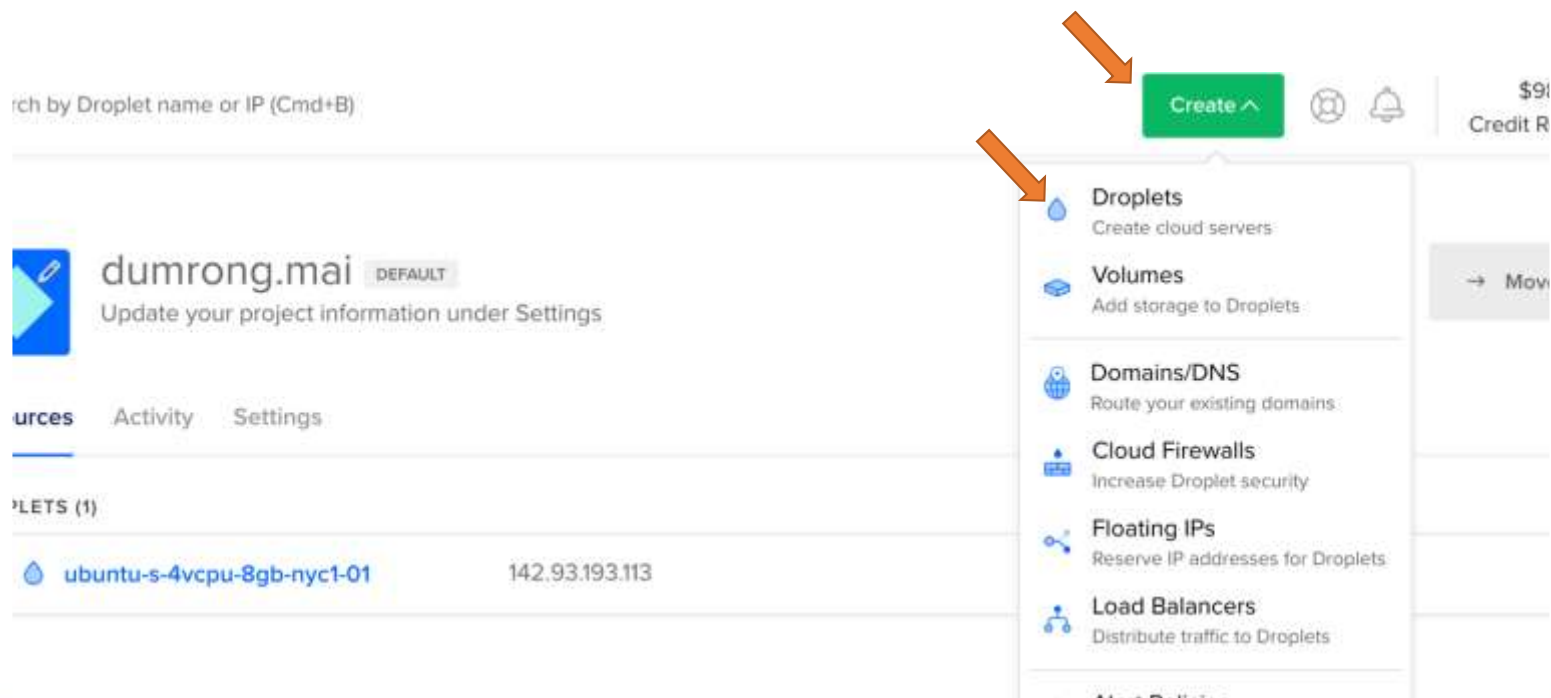 rch by Droplet name or IP (Cmd+B)
Create
$98
Credit R
Droplets
Create cloud servers
dumrong.mai DEFAULT
Update your project information under Settings
Volumes
Add storage to Droplets
→ Move
Domains/DNS
Route your existing domains
urces Activity Settings
Cloud Firewalls
Increase Droplet security
PLETS (1)
Floating IPs
Reserve IP addresses for Droplets
ubuntu-s-4vcpu-8gb-nyc1-01 142.93.193.113
Load Balancers
Distribute traffic to Droplets